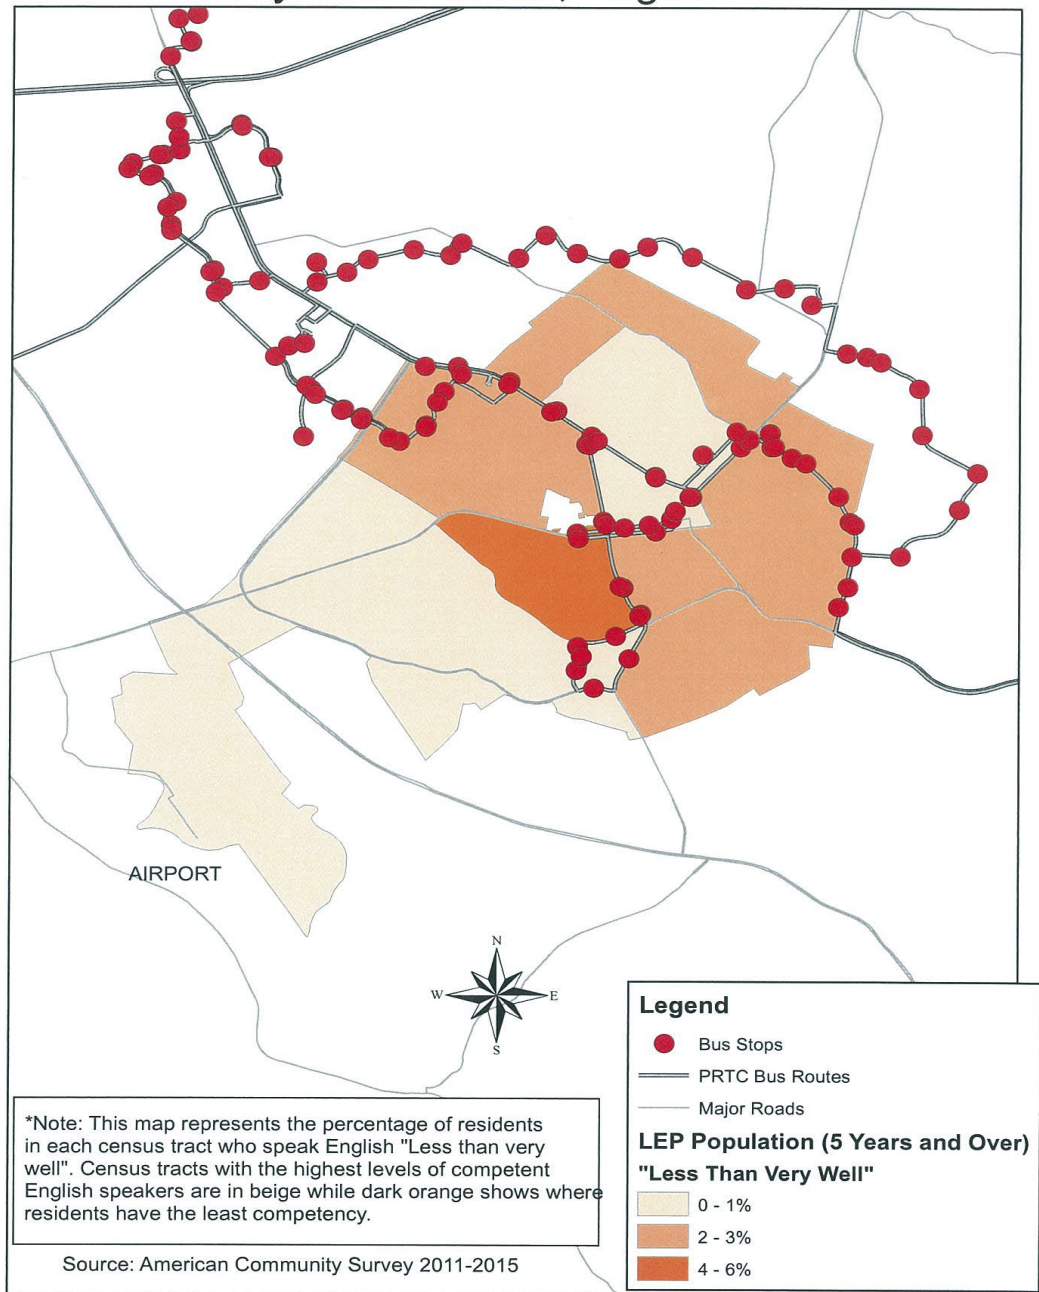 AIRPORT
N
W
E
S
Legend
Bus Stops
PRTC Bus Routes
Major Roads
LEP Population (5 Years and Over)
"Less Than Very Well"
0 - 1%
2 - 3%
4 - 6%
*Note: This map represents the percentage of residents
in each census tract who speak English "Less than very
well". Census tracts with the highest levels of competent
English speakers are in beige while dark orange shows where
residents have the least competency.
Source: American Community Survey 2011-2015